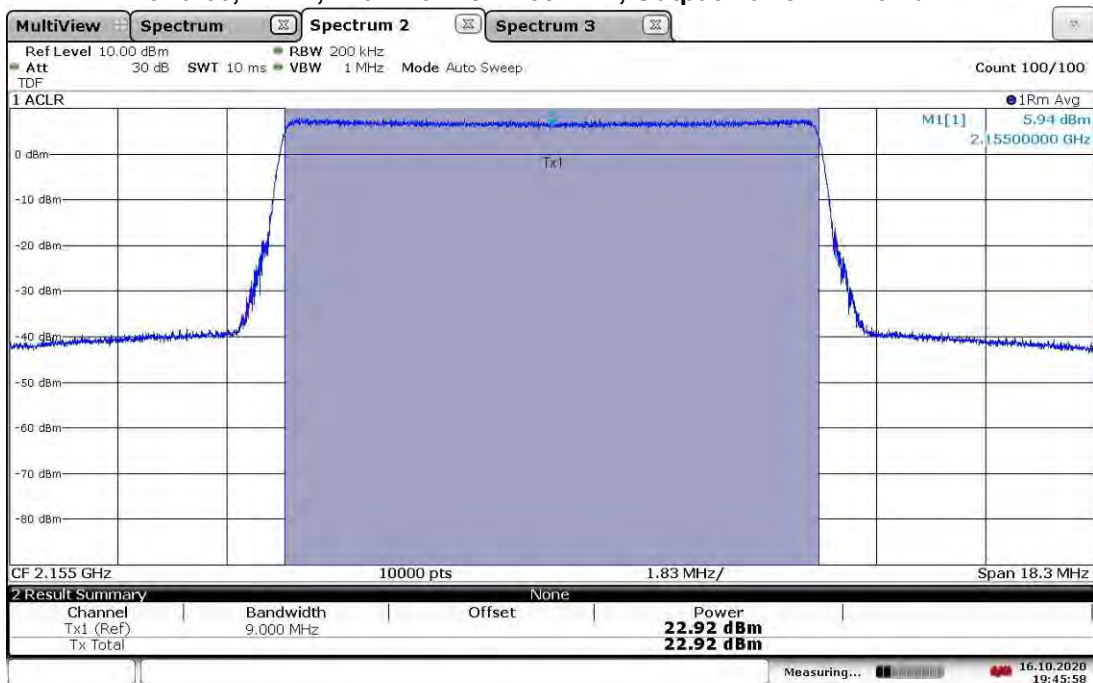 MultiView Spectrum Spectrum 2 Spectrum 3
Ref Level 10.00 dBm RBW 200 kHz
Att 30 dB SWT 10 ms VBW 1 MHz Mode Auto Sweep Count 100/100
TDF
1 ACLR 1Rm Avg
M1[1] 5.94 dBm
2.15500000 GHz
0 dBm
Tx1
-10 dBm
-20 dBm
-30 dBm
-40 dBm
-50 dBm
-60 dBm
-70 dBm
-80 dBm
CF 2.155 GHz 10000 pts 1.83 MHz/ Span 18.3 MHz
2 Result Summary None
Channel Bandwidth Offset Power
Tx1 (Ref) 9.000 MHz 22.92 dBm
Tx Total 22.92 dBm
Measuring... 16.10.2020
19:45:58